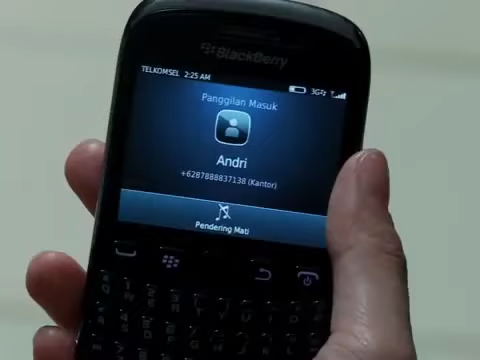 BlackBerry
TELKOMSEL 2:25 AM 3G
Panggilan Masuk
Andri
+6287888837138 (Kantor)
Pendering Mati